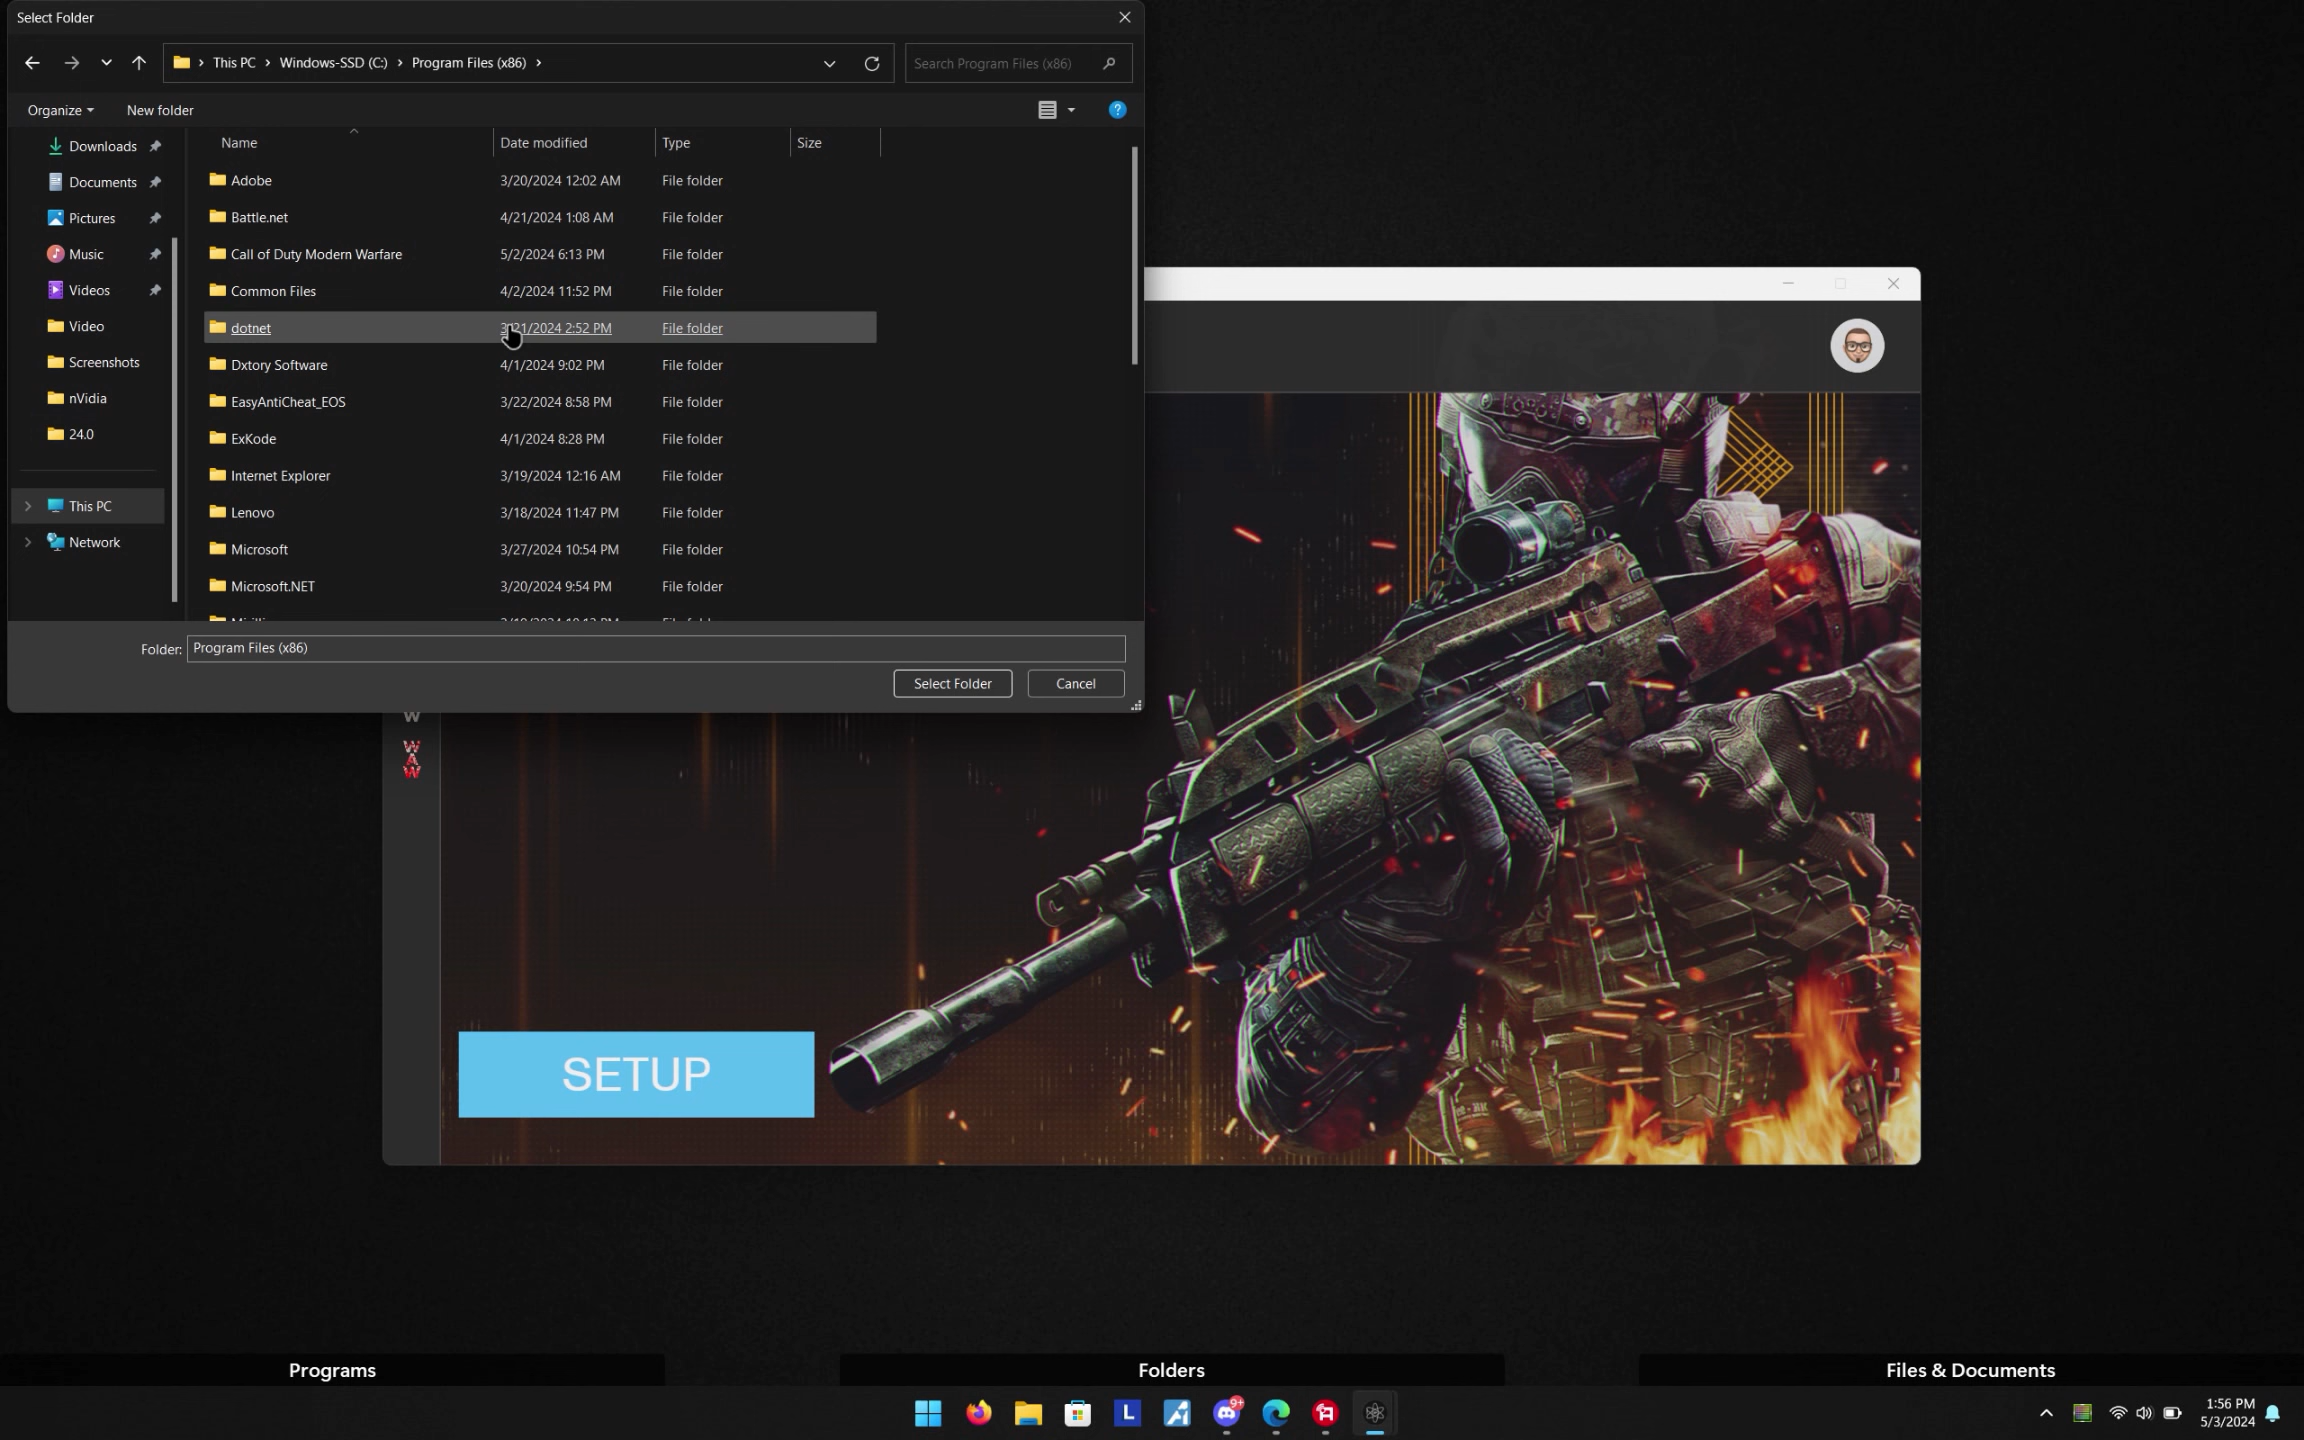 Select Folder
This PC > Windows-SSD (C:) > Program Files (x86) >
Search Program Files (x86)
Organize
New folder
?
Name Date modified Type Size
Downloads
Documents
Pictures
Music
Videos
Video
Screenshots
nVidia
24.0
This PC
Network
Adobe 3/20/2024 12:02 AM File folder
Battle.net 4/21/2024 1:08 AM File folder
Call of Duty Modern Warfare 5/2/2024 6:13 PM File folder
Common Files 4/2/2024 11:52 PM File folder
dotnet 3/21/2024 2:52 PM File folder
Dxtory Software 4/1/2024 9:02 PM File folder
EasyAntiCheat_EOS 3/22/2024 8:58 PM File folder
ExKode 4/1/2024 8:28 PM File folder
Internet Explorer 3/19/2024 12:16 AM File folder
Lenovo 3/18/2024 11:47 PM File folder
Microsoft 3/27/2024 10:54 PM File folder
Microsoft.NET 3/20/2024 9:54 PM File folder
Folder: Program Files (x86)
Select Folder
Cancel
W
W
A
W
SETUP
Programs
Folders
Files & Documents
L
9+
1:56 PM
5/3/2024